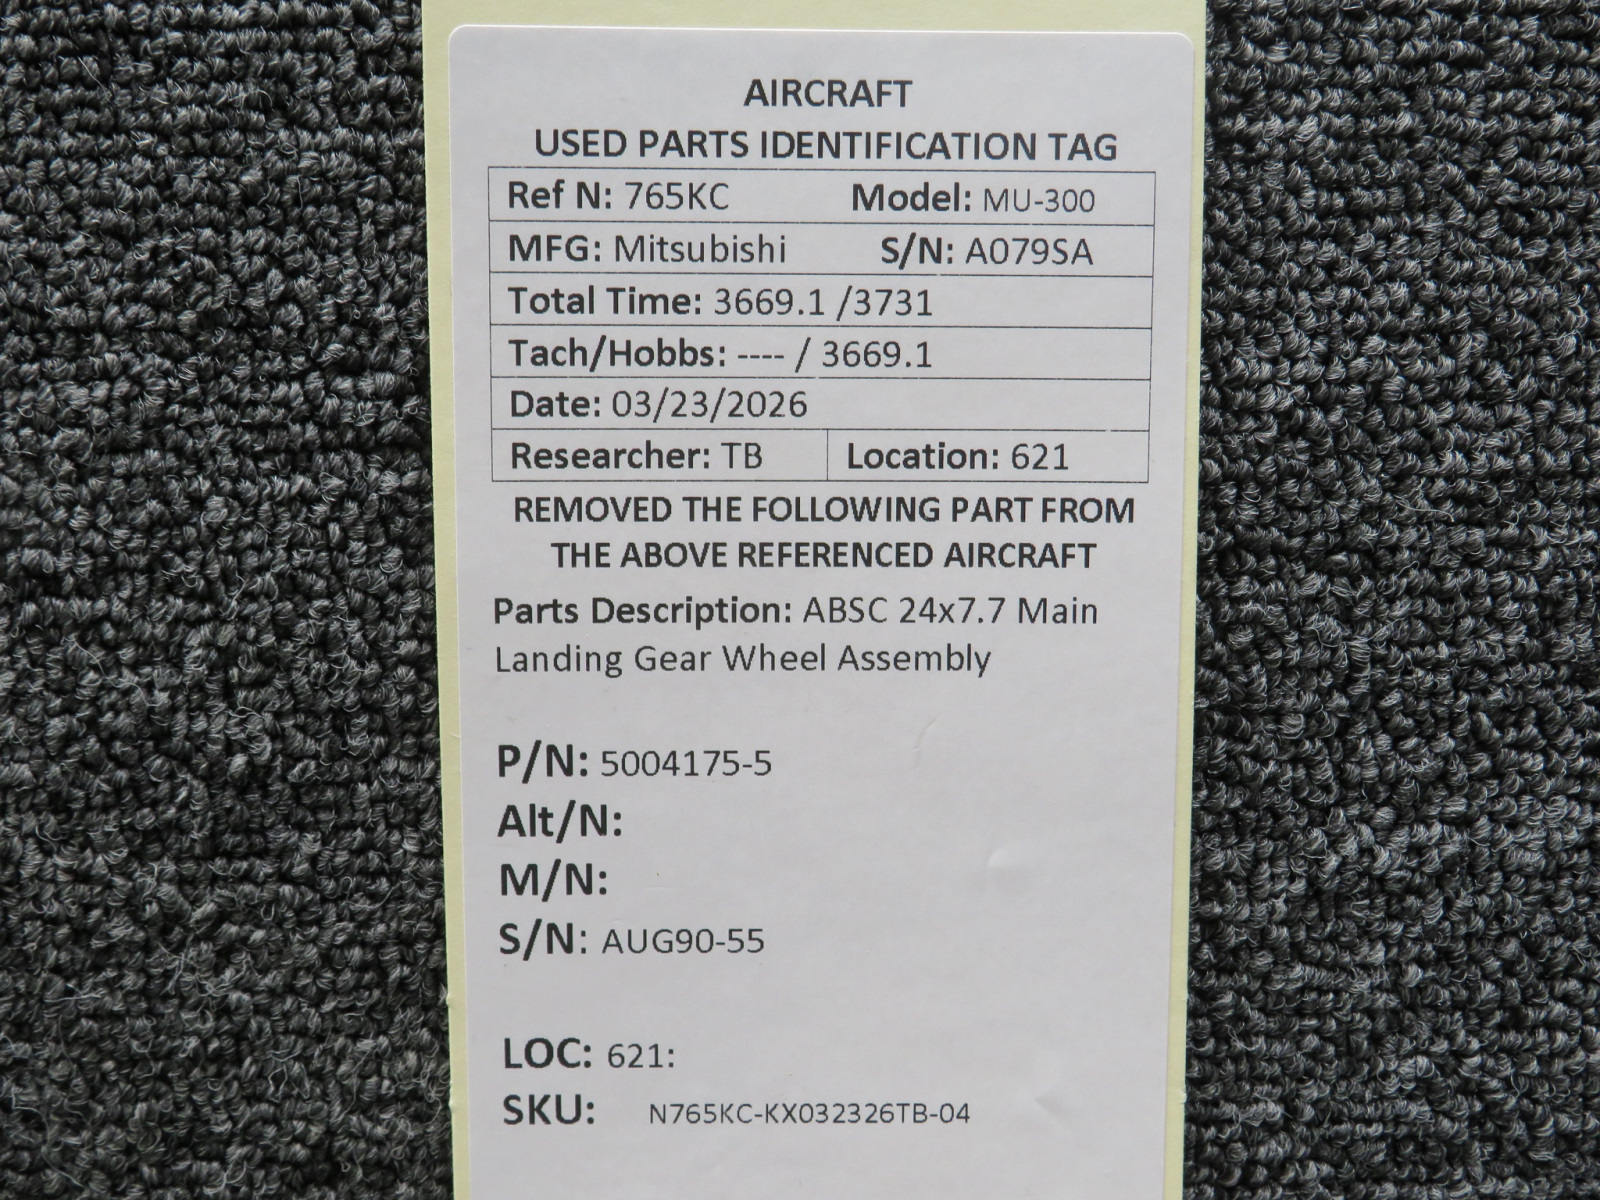 AIRCRAFT
USED PARTS IDENTIFICATION TAG
Ref N: 765KC Model: MU-300
MFG: Mitsubishi S/N: A079SA
Total Time: 3669.1 /3731
Tach/Hobbs: ---- / 3669.1
Date: 03/23/2026
Researcher: TB Location: 621
REMOVED THE FOLLOWING PART FROM
THE ABOVE REFERENCED AIRCRAFT
Parts Description: ABSC 24x7.7 Main
Landing Gear Wheel Assembly
P/N: 5004175-5
Alt/N:
M/N:
S/N: AUG90-55
LOC: 621:
SKU: N765KC-KX032326TB-04